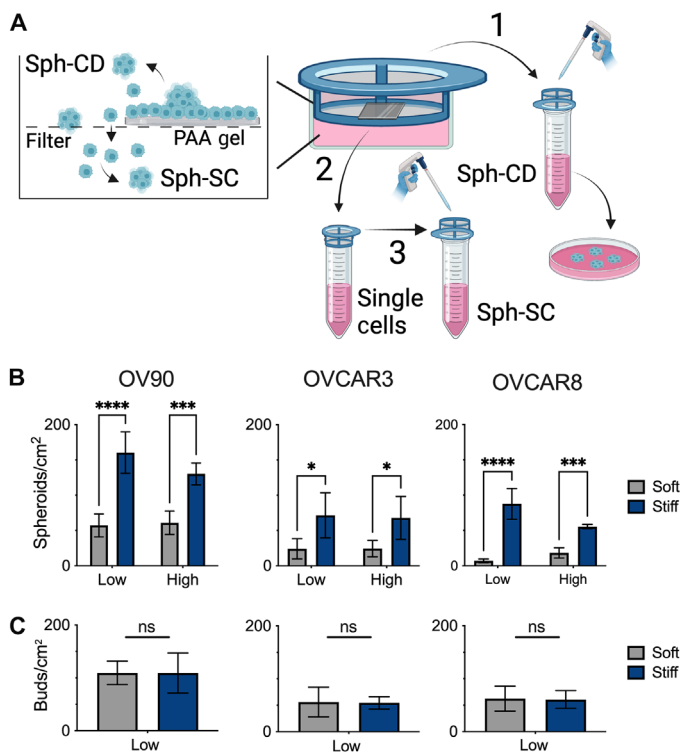 A
1
Sph-CD
Filter
PAA gel
Sph-SC
2
Sph-CD
3
Single
cells
Sph-SC
B
OV90
OVCAR3
OVCAR8
Spheroids/cm²
200
0
****
***
Low
High
200
0
*
*
Low
High
200
0
****
***
Low
High
Soft
Stiff
C
Buds/cm²
200
0
ns
Low
200
0
ns
Low
200
0
ns
Low
Soft
Stiff